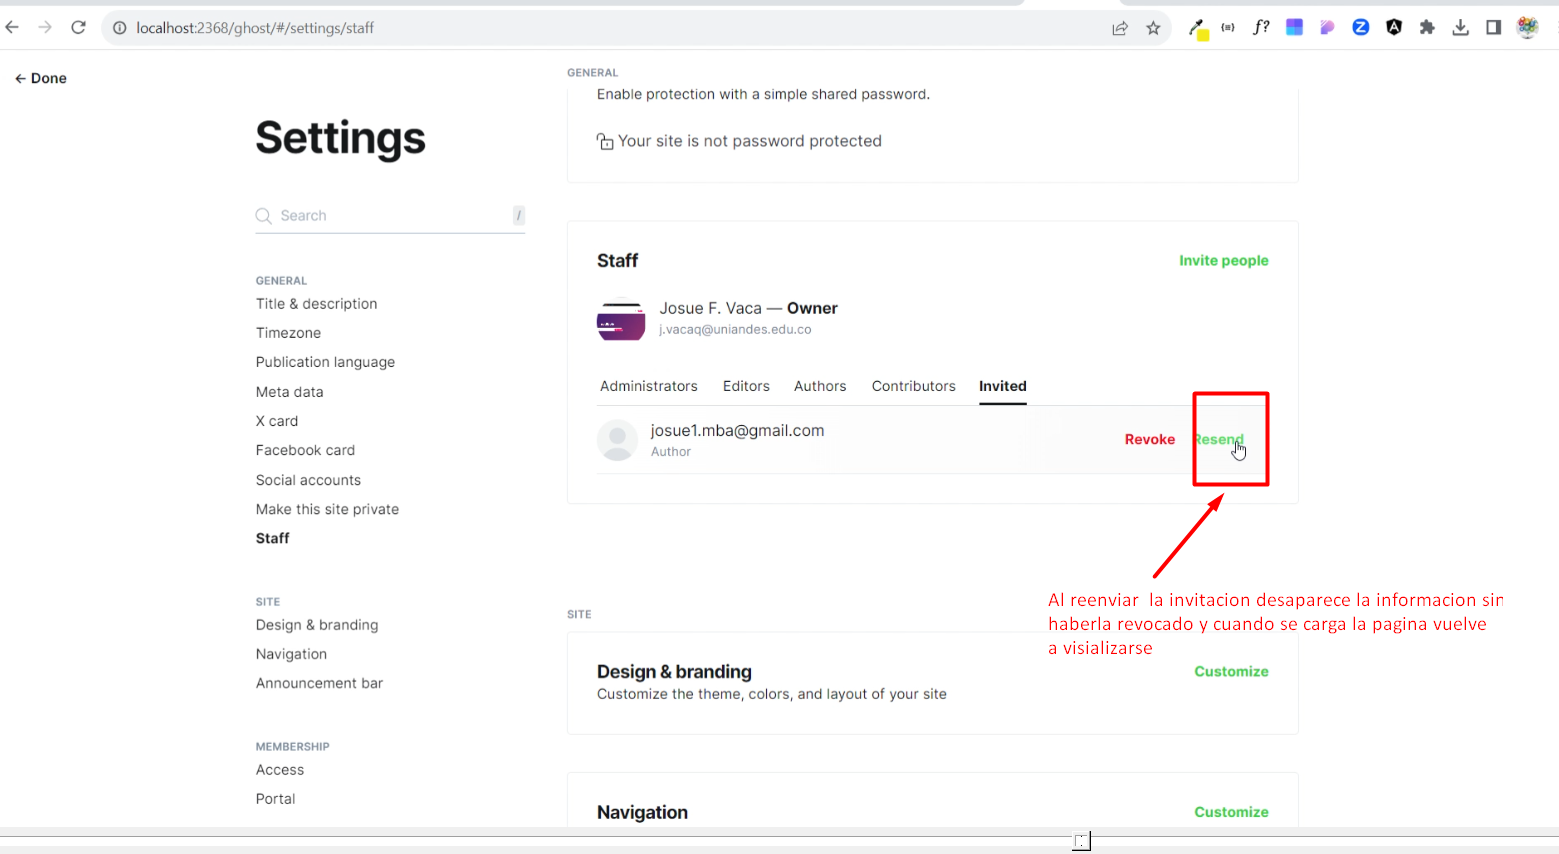 localhost:2368/ghost/#/settings/staff
f?
Z
A
← Done
Settings
Search
/
GENERAL
Title & description
Timezone
Publication language
Meta data
X card
Facebook card
Social accounts
Make this site private
Staff
SITE
Design & branding
Navigation
Announcement bar
MEMBERSHIP
Access
Portal
GENERAL
Enable protection with a simple shared password.
Your site is not password protected
Staff
Invite people
Josue F. Vaca — Owner
j.vacaq@uniandes.edu.co
Administrators Editors Authors Contributors Invited
josue1.mba@gmail.com
Author
Revoke Resend
Al reenviar la invitacion desaparece la informacion sin
haberla revocado y cuando se carga la pagina vuelve
a visializarse
SITE
Design & branding
Customize
Customize the theme, colors, and layout of your site
Navigation
Customize